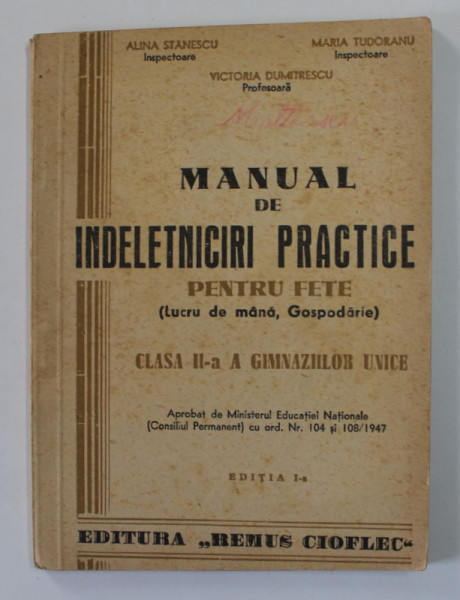 ALINA STĂNESCU
Inspectoare
MARIA TUDORANU
Inspectoare
VICTORIA DUMITRESCU
Profesoară
MANUAL
DE
INDELETNICIRI PRACTICE
PENTRU FETE
(Lucru de mână, Gospodărie)
CLASA II-a A GIMNAZIILOR UNICE
Aprobat de Ministerul Educației Naționale
(Consiliul Permanent) cu ord. Nr. 104 și 108/1947
EDIȚIA I-a
EDITURA „REMUS CIOFLEC“